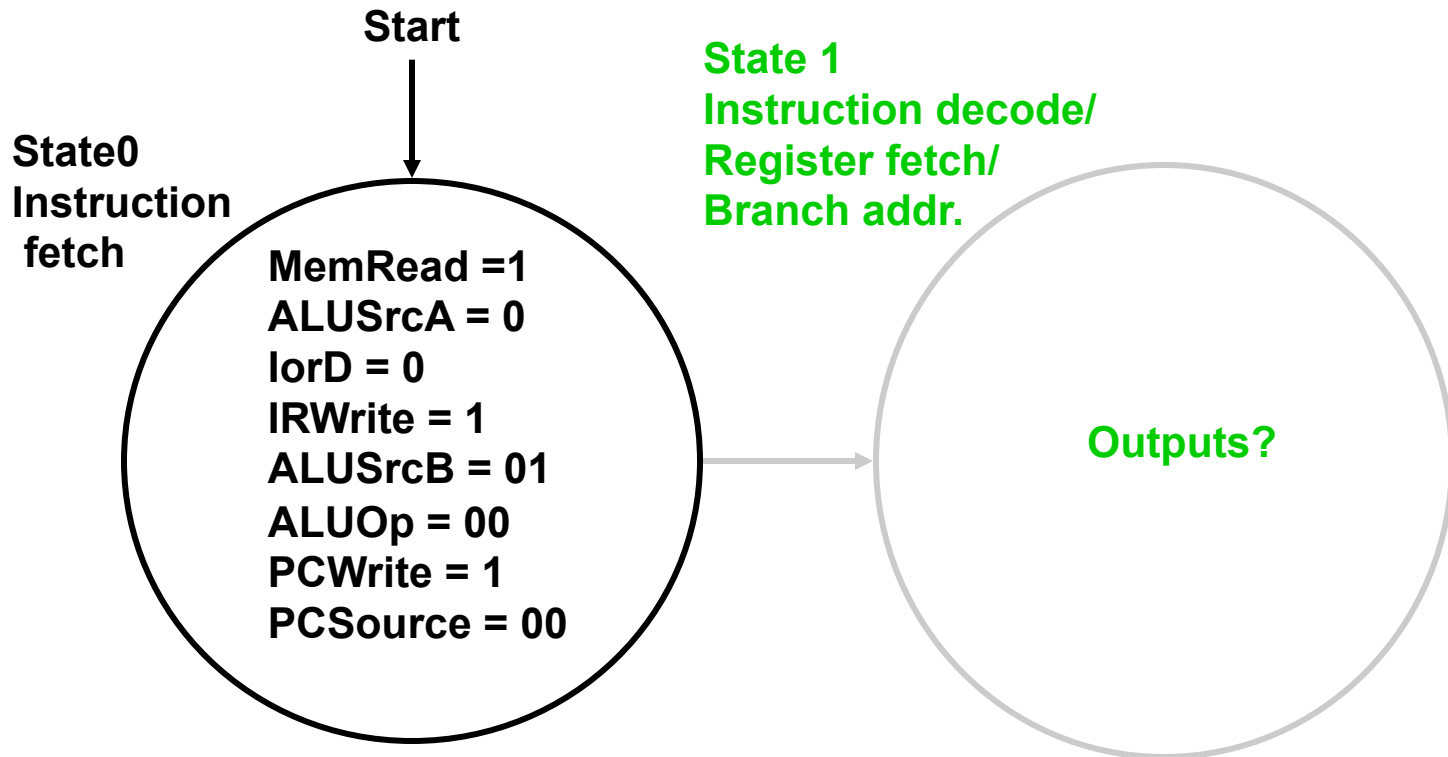 Start
State0
Instruction
fetch
MemRead =1
ALUSrcA = 0
IorD = 0
IRWrite = 1
ALUSrcB = 01
ALUOp = 00
PCWrite = 1
PCSource = 00
State 1
Instruction decode/
Register fetch/
Branch addr.
Outputs?